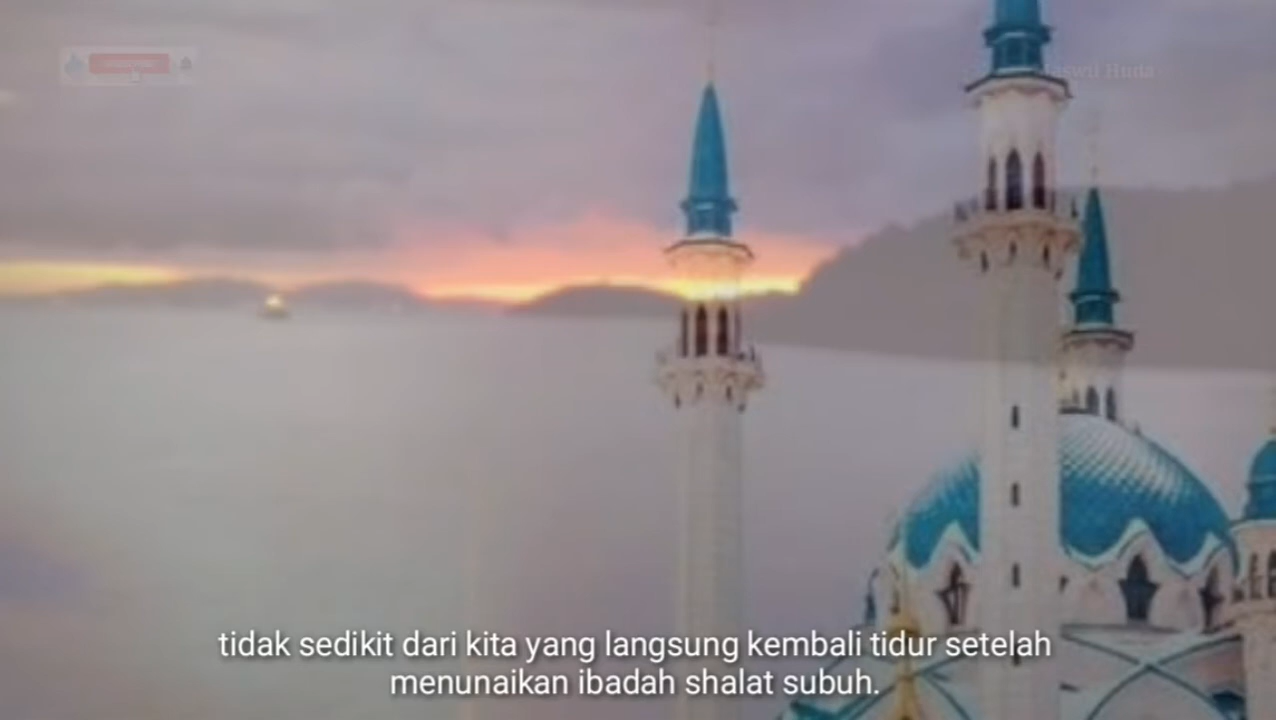 tidak sedikit dari kita yang langsung kembali tidur setelah
menunaikan ibadah shalat subuh.